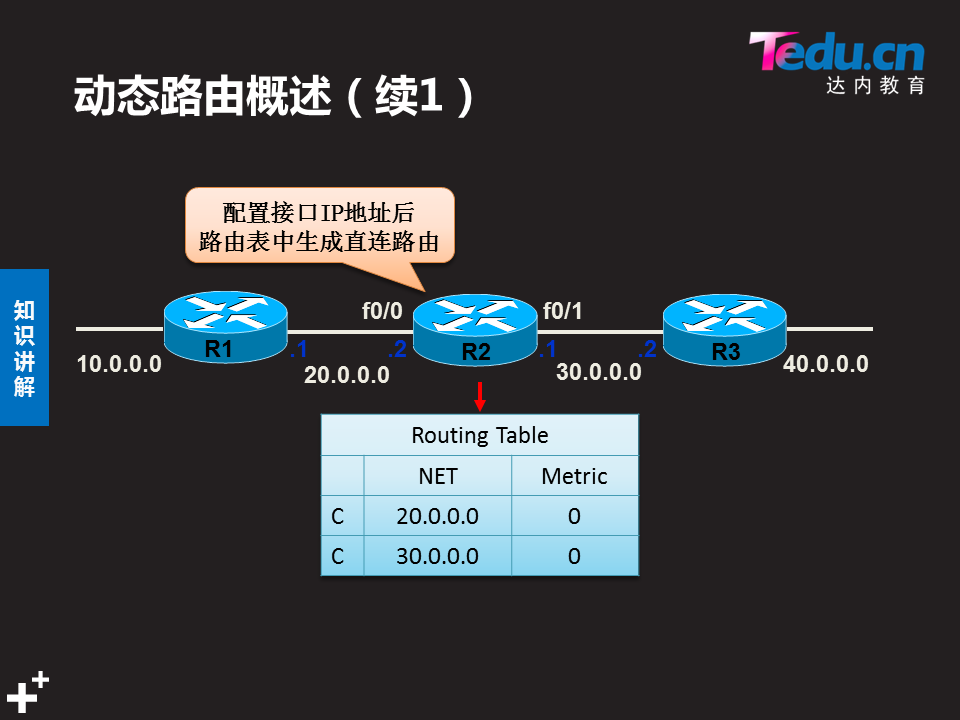 Tedu.cn
达内教育
动态路由概述（续1）
配置接口IP地址后
路由表中生成直连路由
知
识
讲
解
f0/0
f0/1
R1
R2
R3
.1
.2
.1
.2
10.0.0.0
20.0.0.0
30.0.0.0
40.0.0.0
Routing Table
NET Metric
C 20.0.0.0 0
C 30.0.0.0 0